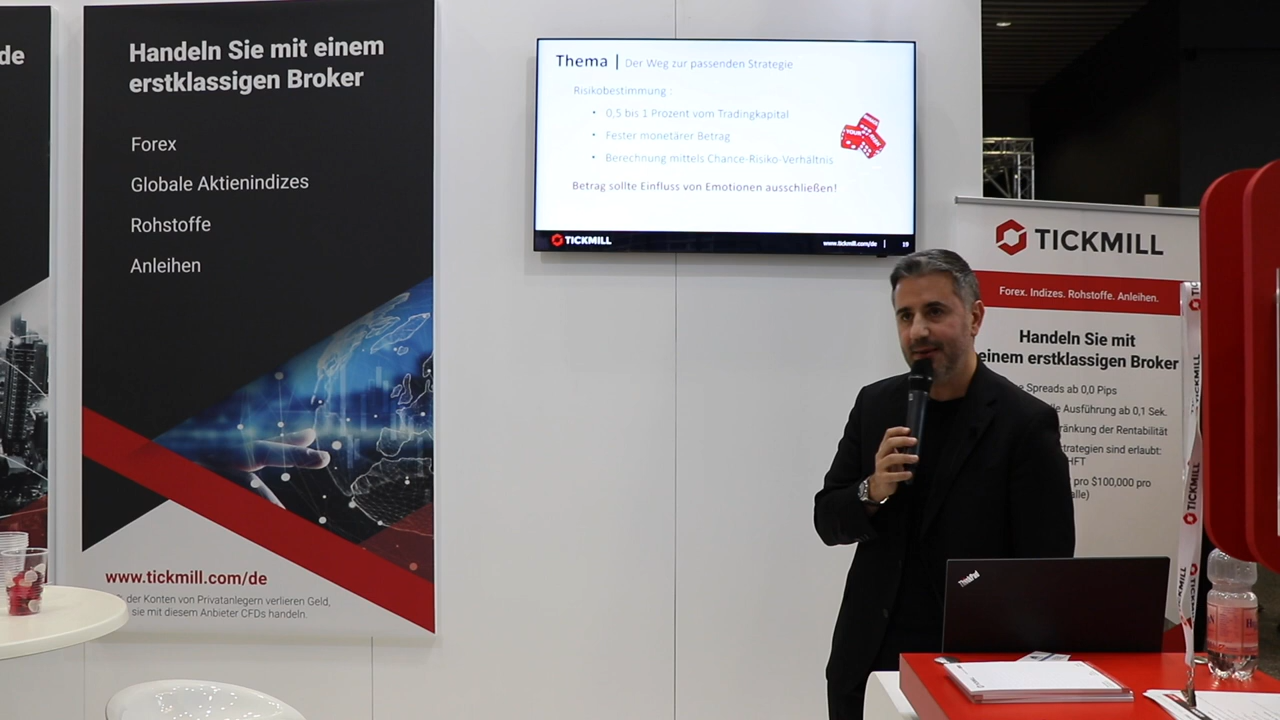 de
Handeln Sie mit einem
erstklassigen Broker
Forex
Globale Aktienindizes
Rohstoffe
Anleihen
www.tickmill.com/de
der Konten von Privatanlegern verlieren Geld,
sie mit diesem Anbieter CFDs handeln.
Thema | Der Weg zur passenden Strategie
Risikobestimmung :
• 0,5 bis 1 Prozent vom Tradingkapital
• Fester monetärer Betrag
• Berechnung mittels Chance-Risiko-Verhältnis
Betrag sollte Einfluss von Emotionen ausschließen!
YOUR
TICKMILL
www.tickmill.com/de | 19
TICKMILL
Forex. Indizes. Rohstoffe. Anleihen.
Handeln Sie mit
einem erstklassigen Broker
Spreads ab 0,0 Pips
Ausführung ab 0,1 Sek.
ränkung der Rentabilität
trategien sind erlaubt:
HFT
pro $100,000 pro
alle)
TICKMILL
TICKMILL
ThinkPad